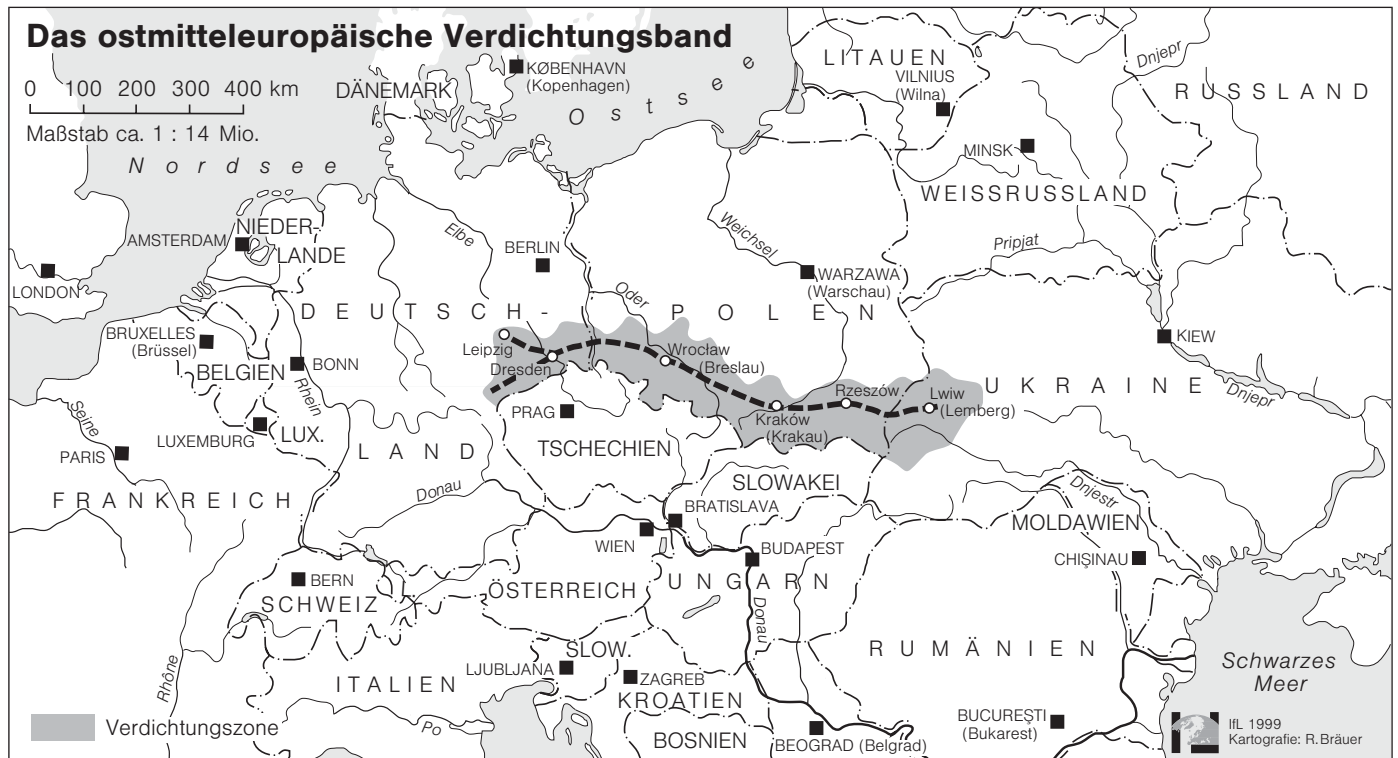 Das ostmitteleuropäische Verdichtungsband
0 100 200 300 400 km
Maßstab ca. 1 : 14 Mio.
Nordsee
DÄNEMARK
KØBENHAVN
(Kopenhagen)
Ostsee
LITAUEN
VILNIUS
(Wilna)
Dnjepr
RUSSLAND
MINSK
WEISSRUSSLAND
AMSTERDAM
NIEDER-
LANDE
Elbe
BERLIN
Weichsel
WARZAWA
(Warschau)
Pripjat
LONDON
DEUTSCH-
Oder
POLEN
BRUXELLES
(Brüssel)
BELGIEN
BONN
Rhein
Leipzig
Dresden
Wrocław
(Breslau)
KIEW
Dnjepr
UKRAINE
Kraków
(Krakau)
Rzeszów
Lwiw
(Lemberg)
Seine
PARIS
LUXEMBURG
LUX.
LAND
PRAG
TSCHECHIEN
FRANKREICH
Donau
SLOWAKEI
BRATISLAVA
WIEN
Dnjestr
MOLDAWIEN
CHIŞINAU
BERN
SCHWEIZ
ÖSTERREICH
BUDAPEST
UNGARN
Donau
RUMÄNIEN
Rhône
ITALIEN
LJUBLJANA
SLOW.
ZAGREB
KROATIEN
Schwarzes
Meer
Verdichtungszone
Po
BOSNIEN
BEOGRAD (Belgrad)
BUCUREŞTI
(Bukarest)
IfL 1999
Kartografie: R.Bräuer